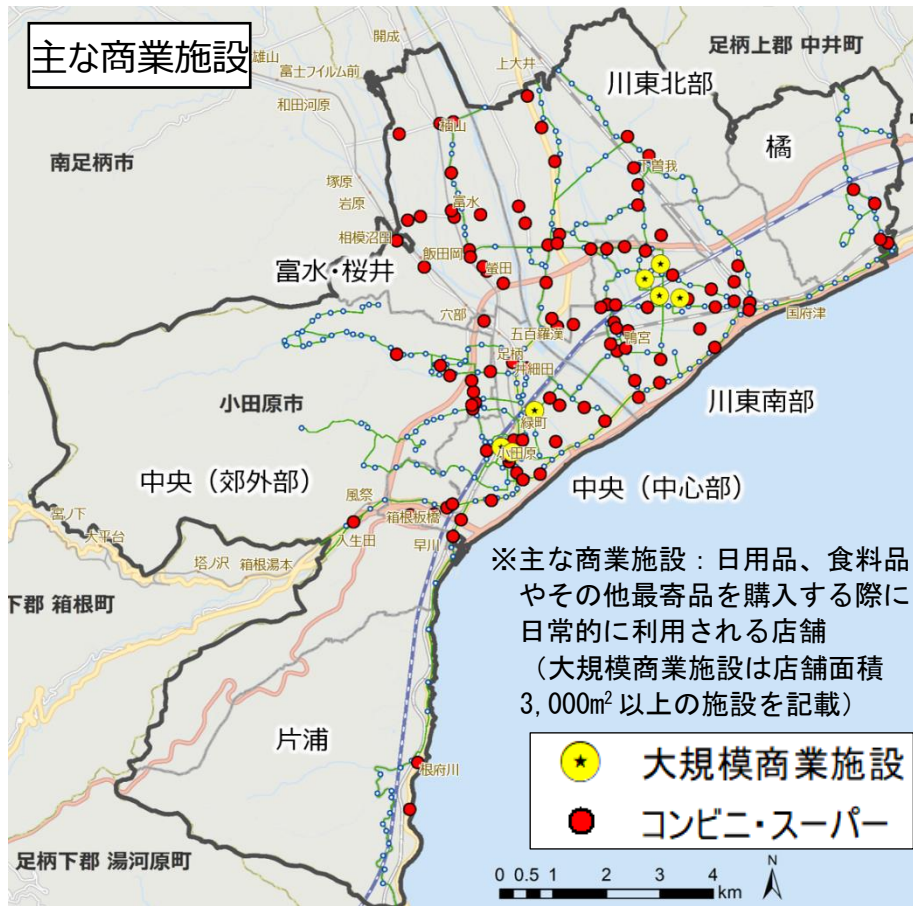 主な商業施設
開成
足柄上郡 中井町
雄山
富士フイルム前
上大井
川東北部
和田河原
栢山
橘
南足柄市
下曽我
塚原
岩原
富水
相模沼田
飯田岡
富水・桜井
蛍田
穴部
五百羅漢
鴨宮
国府津
足柄
井細田
小田原市
緑町
川東南部
小田原
中央（郊外部）
中央（中心部）
風祭
箱根板橋
宮ノ下
大平台
入生田
早川
塔ノ沢
箱根湯本
下郡 箱根町
※主な商業施設：日用品、食料品
やその他最寄品を購入する際に
日常的に利用される店舗
（大規模商業施設は店舗面積
3,000m²以上の施設を記載）
片浦
根府川
大規模商業施設
コンビニ・スーパー
足柄下郡 湯河原町
0 0.5 1 2 3 4
km
N